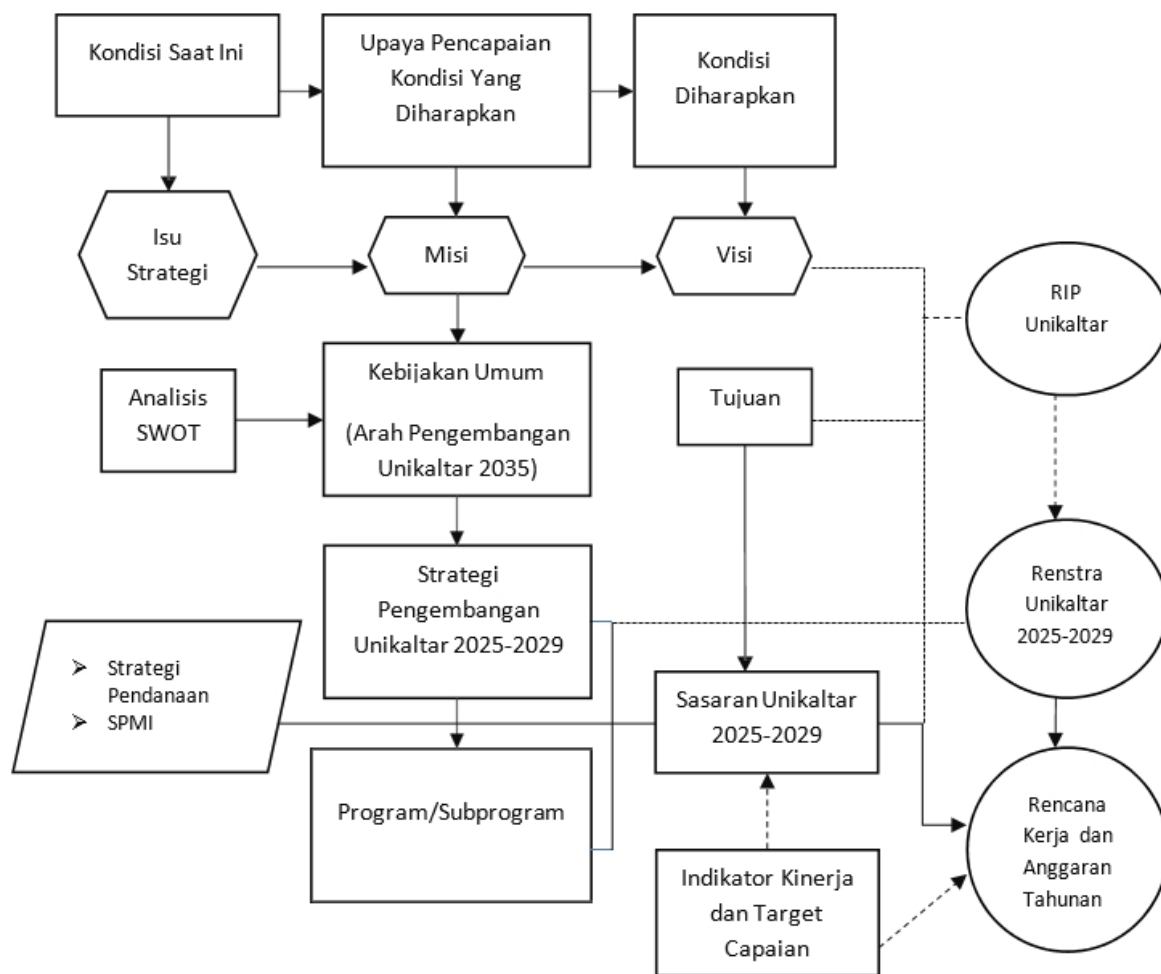 Kondisi Saat Ini
Upaya Pencapaian
Kondisi Yang
Diharapkan
Kondisi
Diharapkan
Isu
Strategi
Misi
Visi
RIP
Unikaltar
Analisis
SWOT
Kebijakan Umum
(Arah Pengembangan
Unikaltar 2035)
Tujuan
Strategi
Pengembangan
Unikaltar 2025-2029
Renstra
Unikaltar
2025-2029
➢ Strategi
Pendanaan
➢ SPMI
Sasaran Unikaltar
2025-2029
Program/Subprogram
Indikator Kinerja
dan Target
Capaian
Rencana
Kerja dan
Anggaran
Tahunan